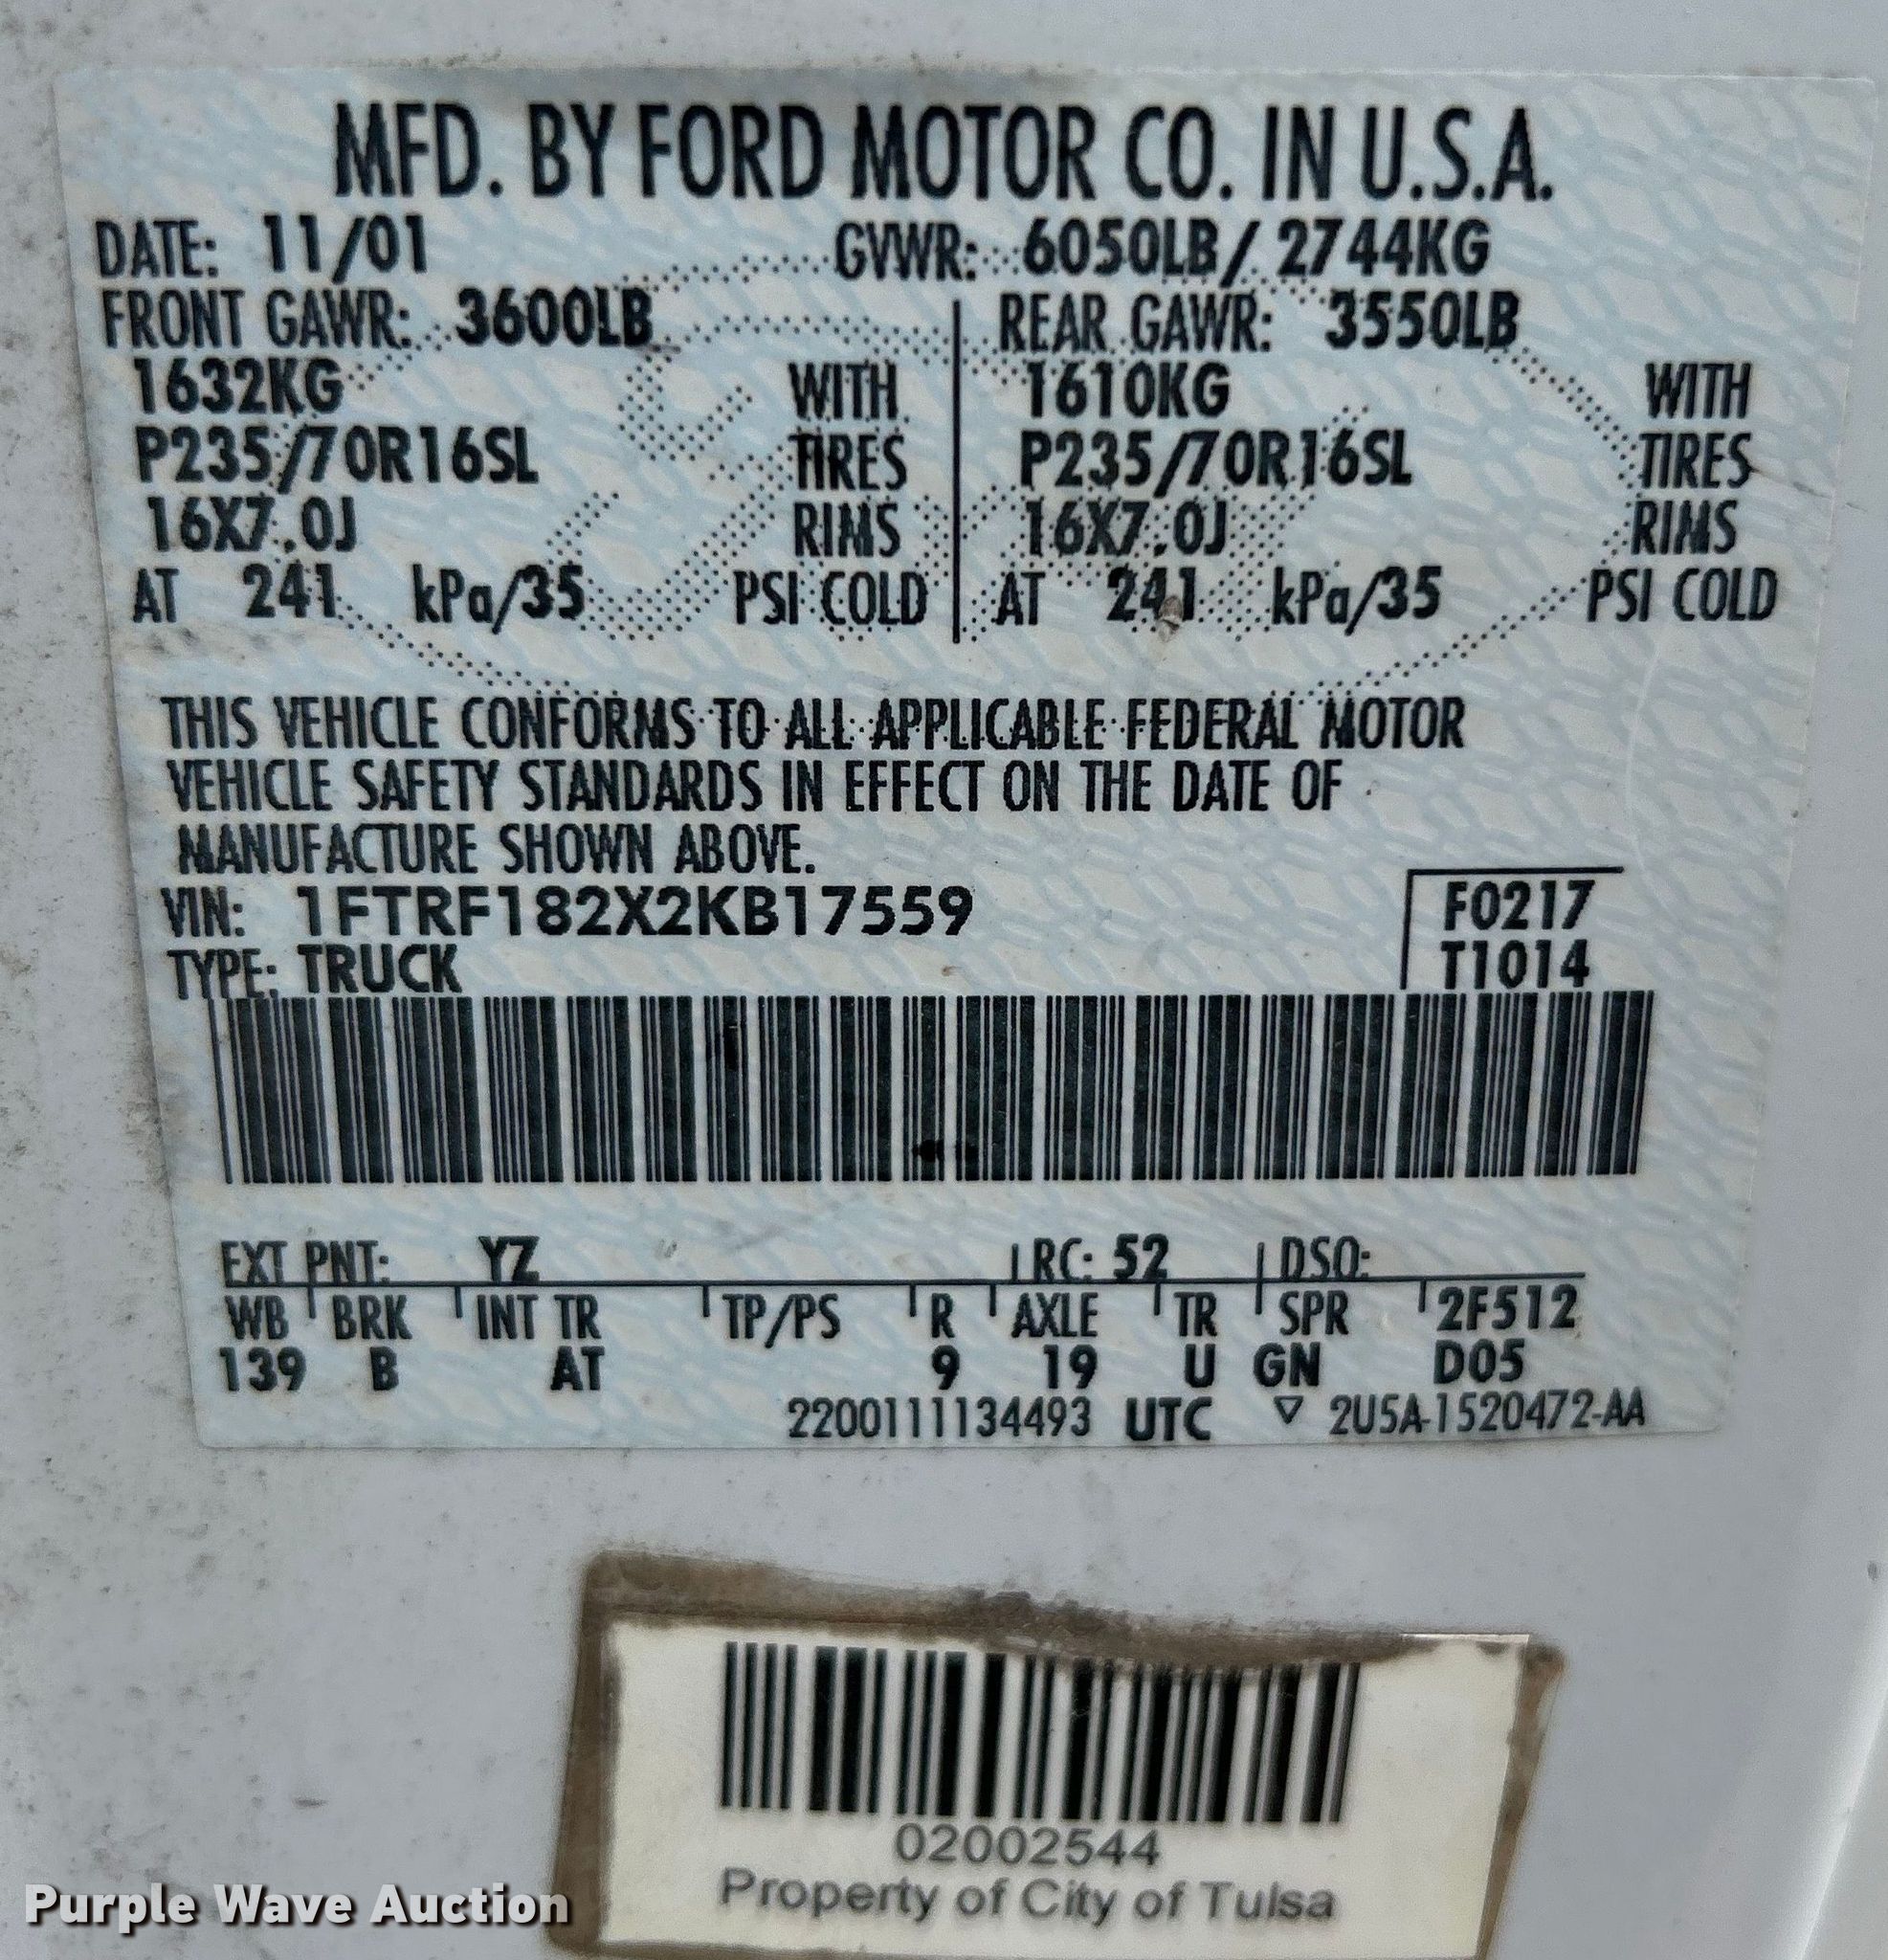 MFD. BY FORD MOTOR CO. IN U.S.A.
DATE: 11/01 GVWR: 6050LB/ 2744KG
FRONT GAWR: 3600LB REAR GAWR: 3550LB
1632KG WITH 1610KG WITH
P235/70R16SL TIRES P235/70R16SL TIRES
16X7.0J RIMS 16X7.0J RIMS
AT 241 kPa/35 PSI COLD AT 241 kPa/35 PSI COLD
THIS VEHICLE CONFORMS TO ALL APPLICABLE FEDERAL MOTOR
VEHICLE SAFETY STANDARDS IN EFFECT ON THE DATE OF
MANUFACTURE SHOWN ABOVE.
VIN: 1FTRF182X2KB17559 F0217
TYPE: TRUCK T1014
EXT PNT: YZ RC: 52 DSO:
WB BRK INT TR TP/PS R AXLE TR SPR 2F512
139 B AT 9 19 U GN D05
2200111134493 UTC ▽ 2U5A-1520472-AA
02002544
Property of City of Tulsa
Purple Wave Auction